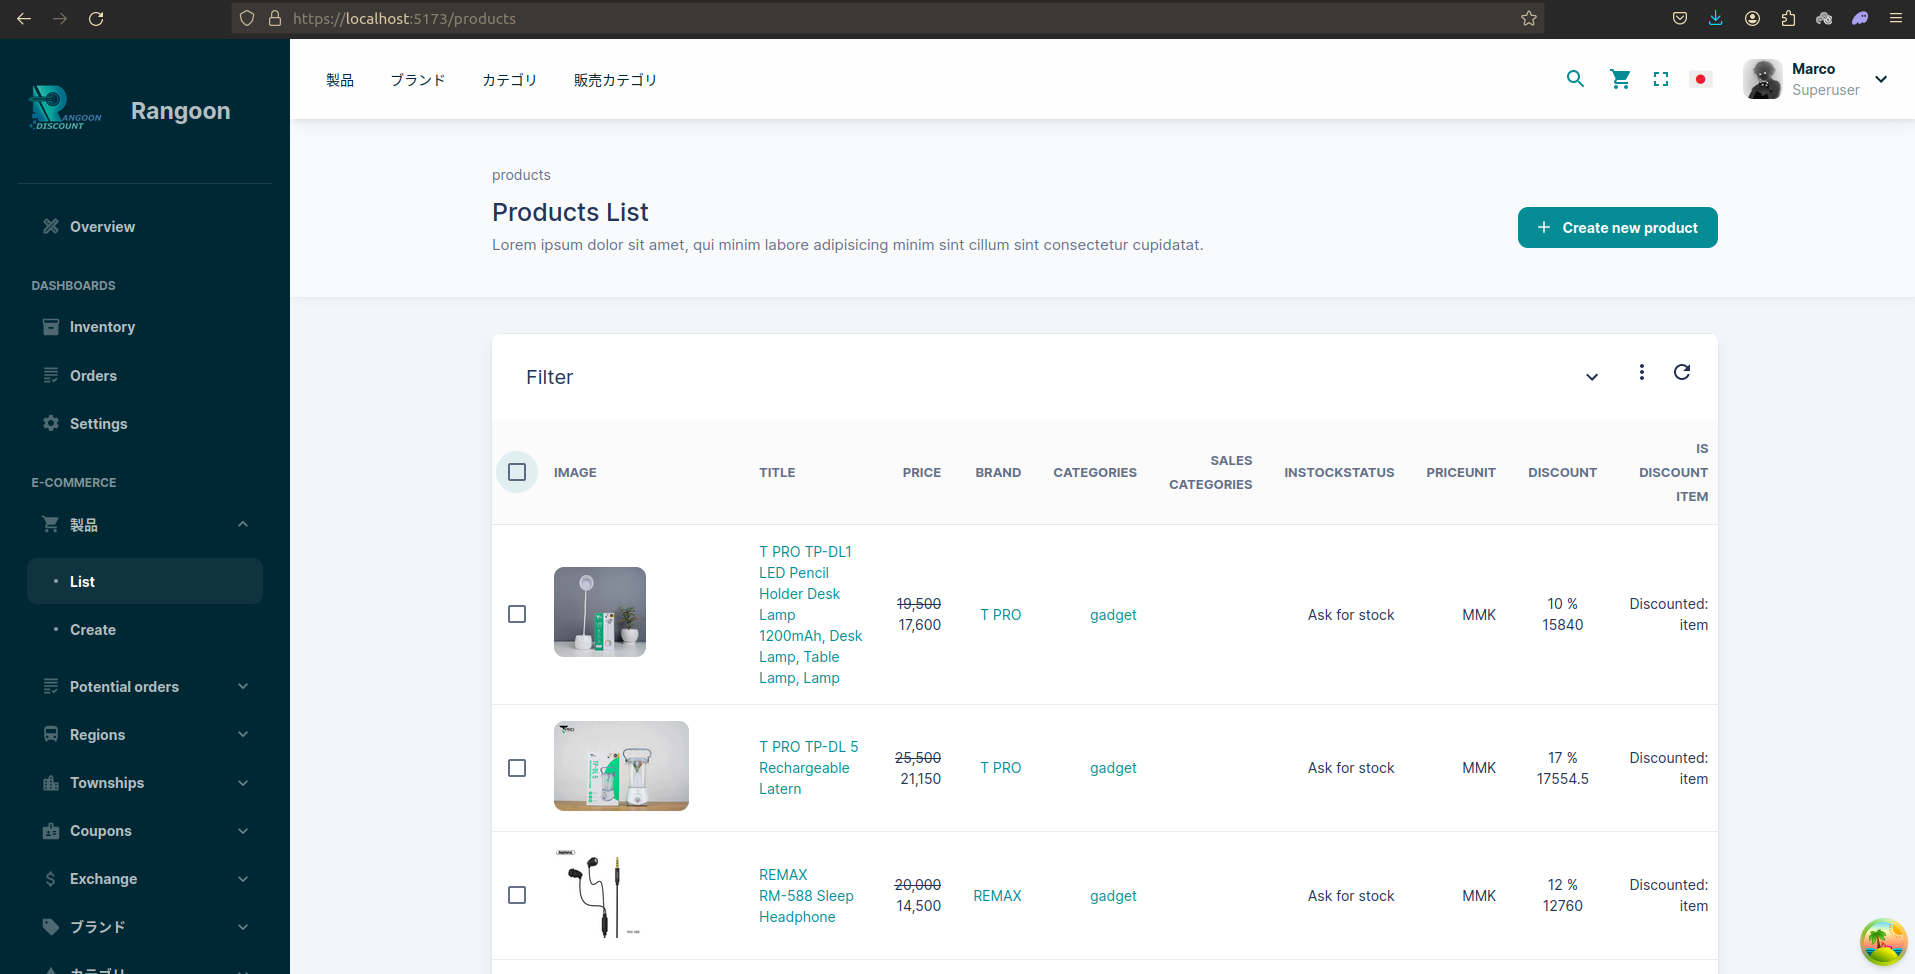 https://localhost:5173/products
RANGOON
DISCOUNT
Rangoon
製品 ブランド カテゴリ 販売カテゴリ
Marco
Superuser
Overview
DASHBOARDS
Inventory
Orders
Settings
E-COMMERCE
製品
List
Create
Potential orders
Regions
Townships
Coupons
Exchange
ブランド
カテゴリ
products
Products List
Lorem ipsum dolor sit amet, qui minim labore adipisicing minim sint cillum sint consectetur cupidatat.
Create new product
Filter
IMAGE TITLE PRICE BRAND CATEGORIES SALES CATEGORIES INSTOCKSTATUS PRICEUNIT DISCOUNT IS DISCOUNT ITEM
T PRO TP-DL1
LED Pencil
Holder Desk
Lamp
1200mAh, Desk
Lamp, Table
Lamp, Lamp
19,500
17,600
T PRO
gadget
Ask for stock
MMK
10 %
15840
Discounted:
item
T PRO TP-DL 5
Rechargeable
Latern
25,500
21,150
T PRO
gadget
Ask for stock
MMK
17 %
17554.5
Discounted:
item
REMAX
RM-588 Sleep
Headphone
20,000
14,500
REMAX
gadget
Ask for stock
MMK
12 %
12760
Discounted:
item